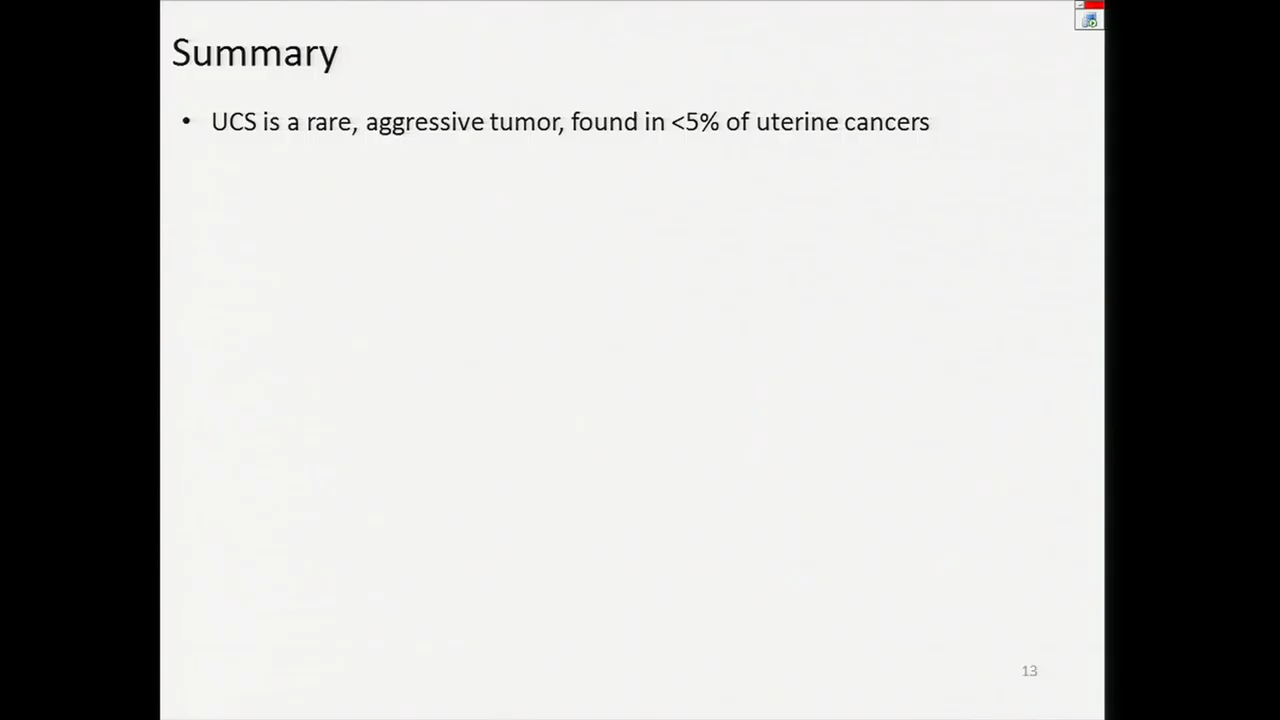 Summary
• UCS is a rare, aggressive tumor, found in <5% of uterine cancers
13